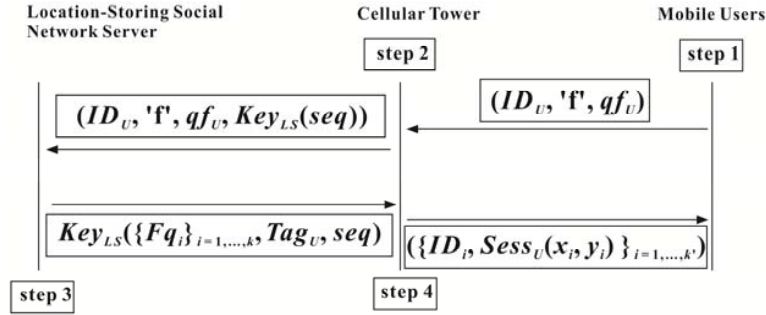 Location-Storing Social
Network Server
Cellular Tower
Mobile Users
step 2
step 1
(ID_U, 'f', qf_U, Key_LS(seq))
(ID_U, 'f', qf_U)
Key_LS({Fq_i}_{i=1,...,k}, Tag_U, seq)
({ID_i, Sess_U(x_i, y_i) }_{i=1,...,k'})
step 3
step 4